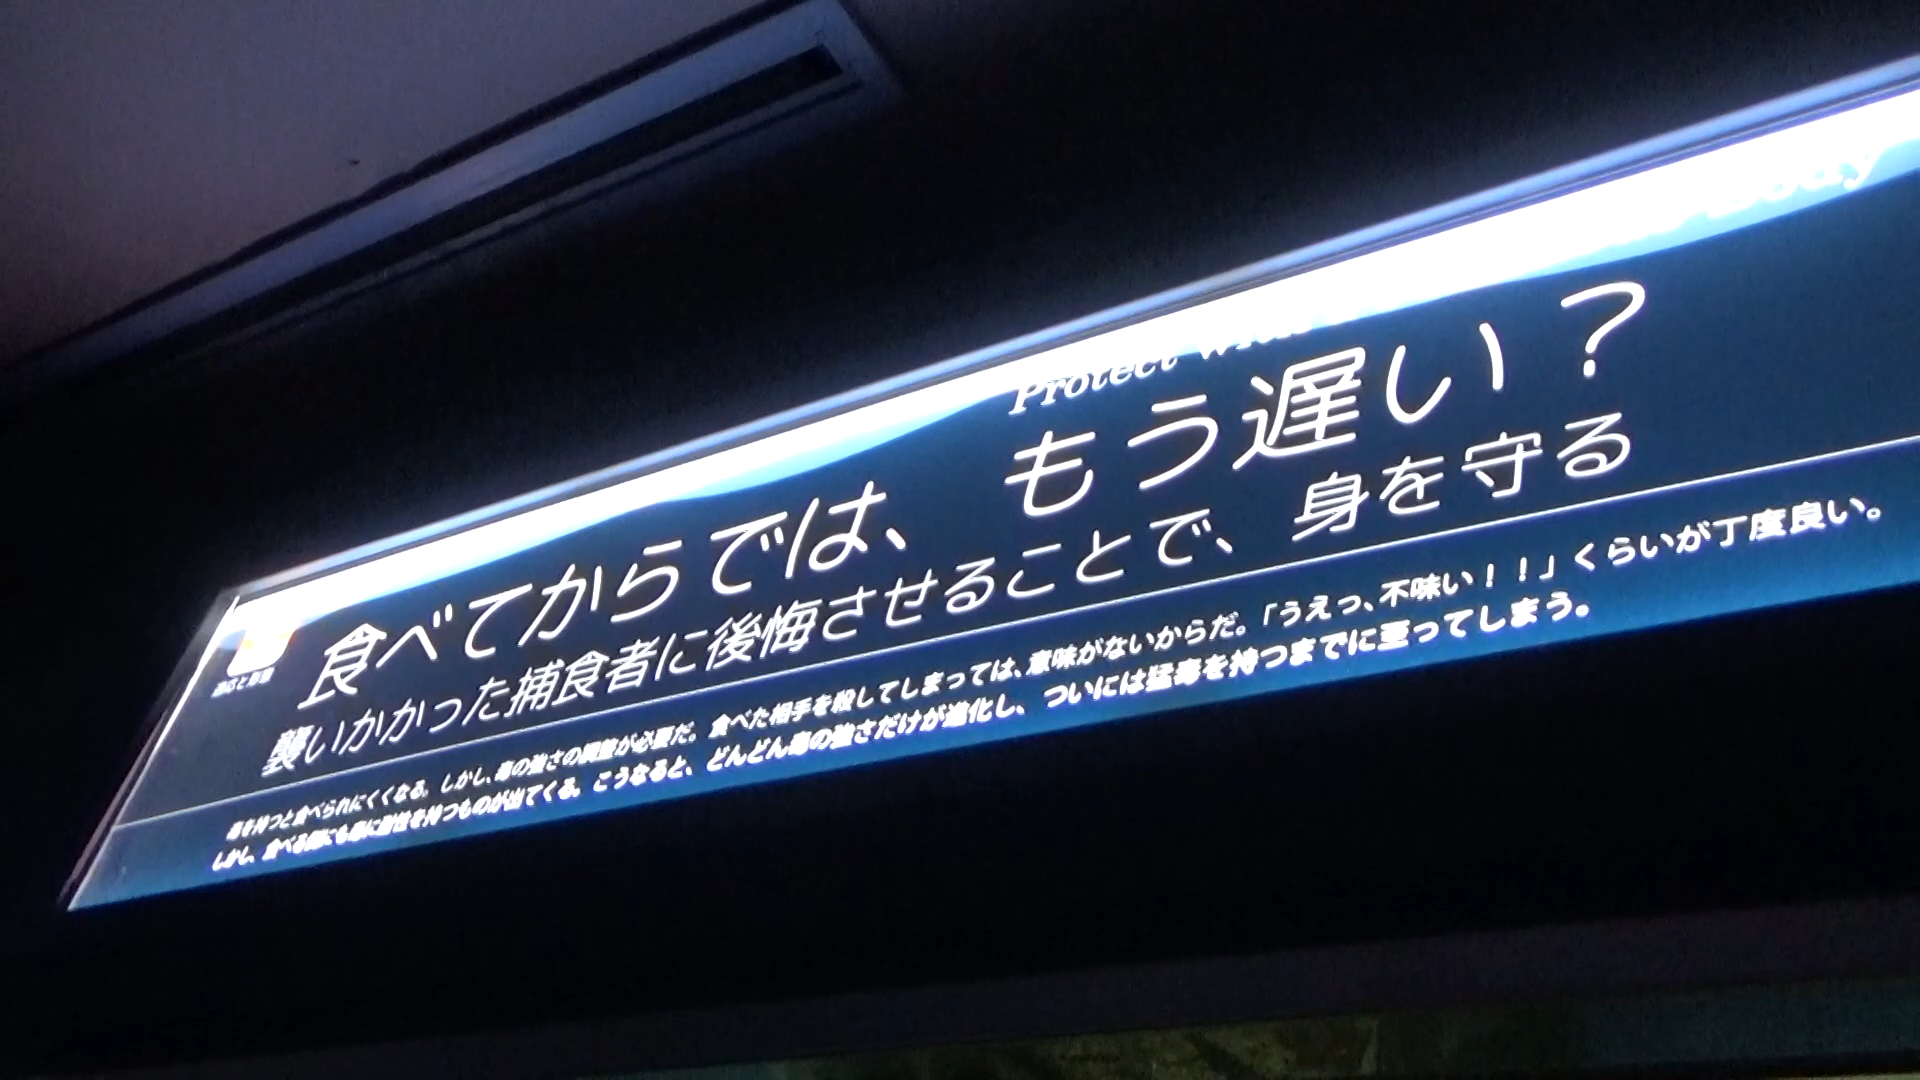 Protect with
Body
食べてからでは、もう遅い？
襲いかかった捕食者に後悔させることで、身を守る
適応と形態
毒を持つと食べられにくくなる。しかし、毒の強さの調整が必要だ。食べた相手を殺してしまっては、意味がないからだ。「うえっ、不味い！！」くらいが丁度良い。
しかし、食べる側にも毒に耐性を持つものが出てくる。こうなると、どんどん毒の強さだけが進化し、ついには猛毒を持つまでに至ってしまう。